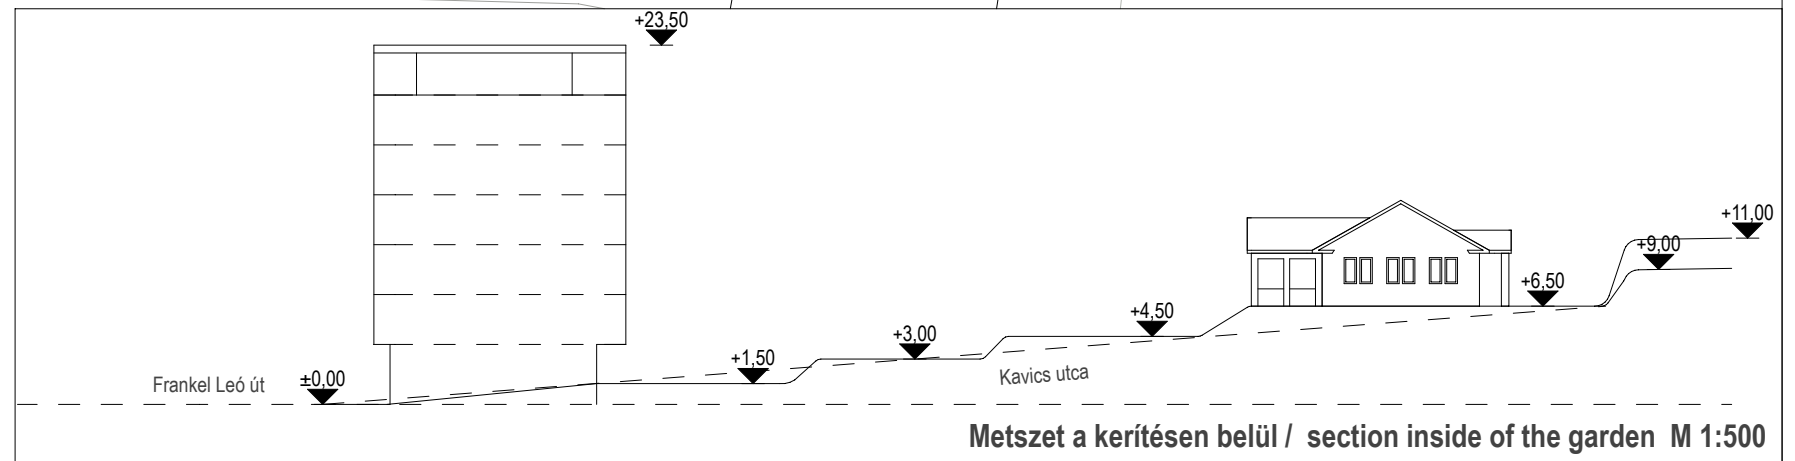 +23,50
+11,00
+9,00
+6,50
+4,50
+3,00
+1,50
±0,00
Frankel Leó út
Kavics utca
Metszet a kerítésen belül / section inside of the garden M 1:500